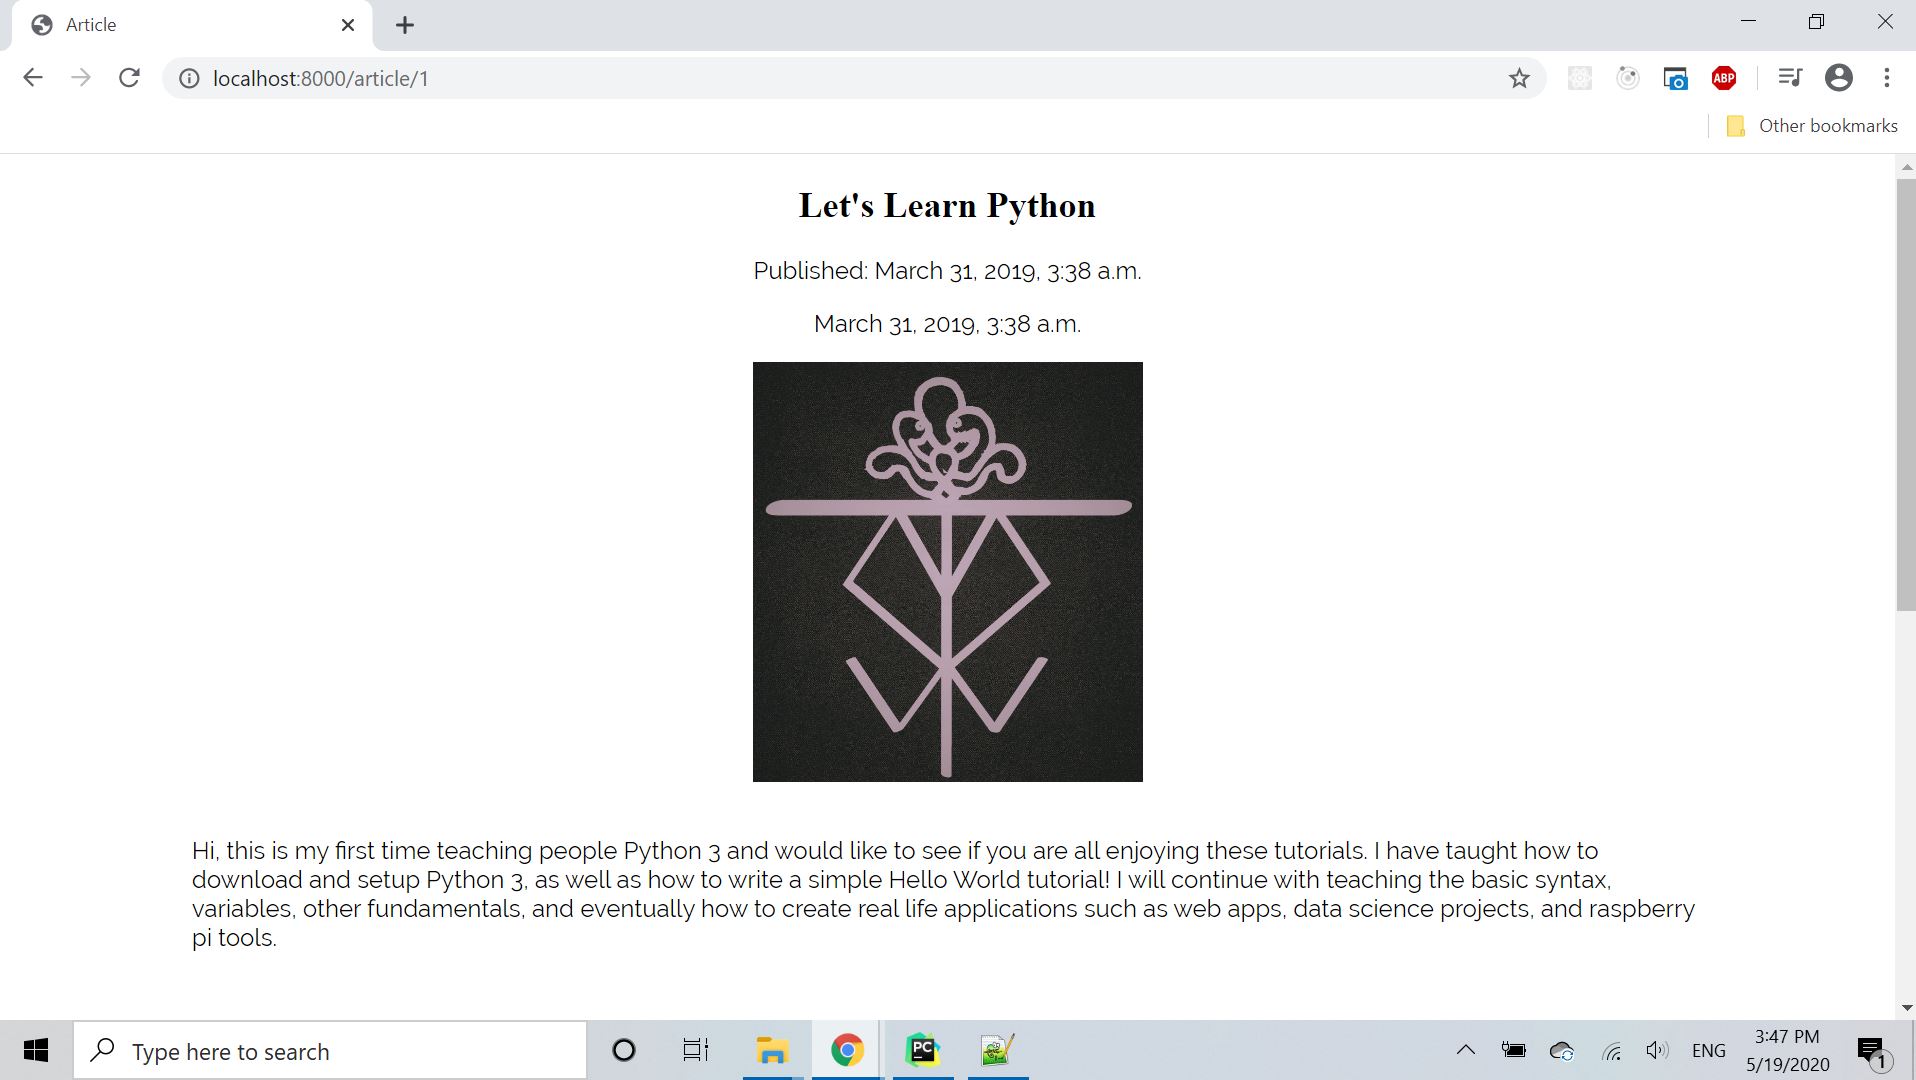 Article
localhost:8000/article/1
ABP
Other bookmarks
Let's Learn Python
Published: March 31, 2019, 3:38 a.m.
March 31, 2019, 3:38 a.m.
Hi, this is my first time teaching people Python 3 and would like to see if you are all enjoying these tutorials. I have taught how to
download and setup Python 3, as well as how to write a simple Hello World tutorial! I will continue with teaching the basic syntax,
variables, other fundamentals, and eventually how to create real life applications such as web apps, data science projects, and raspberry
pi tools.
Type here to search
PC
ENG
3:47 PM
5/19/2020
1